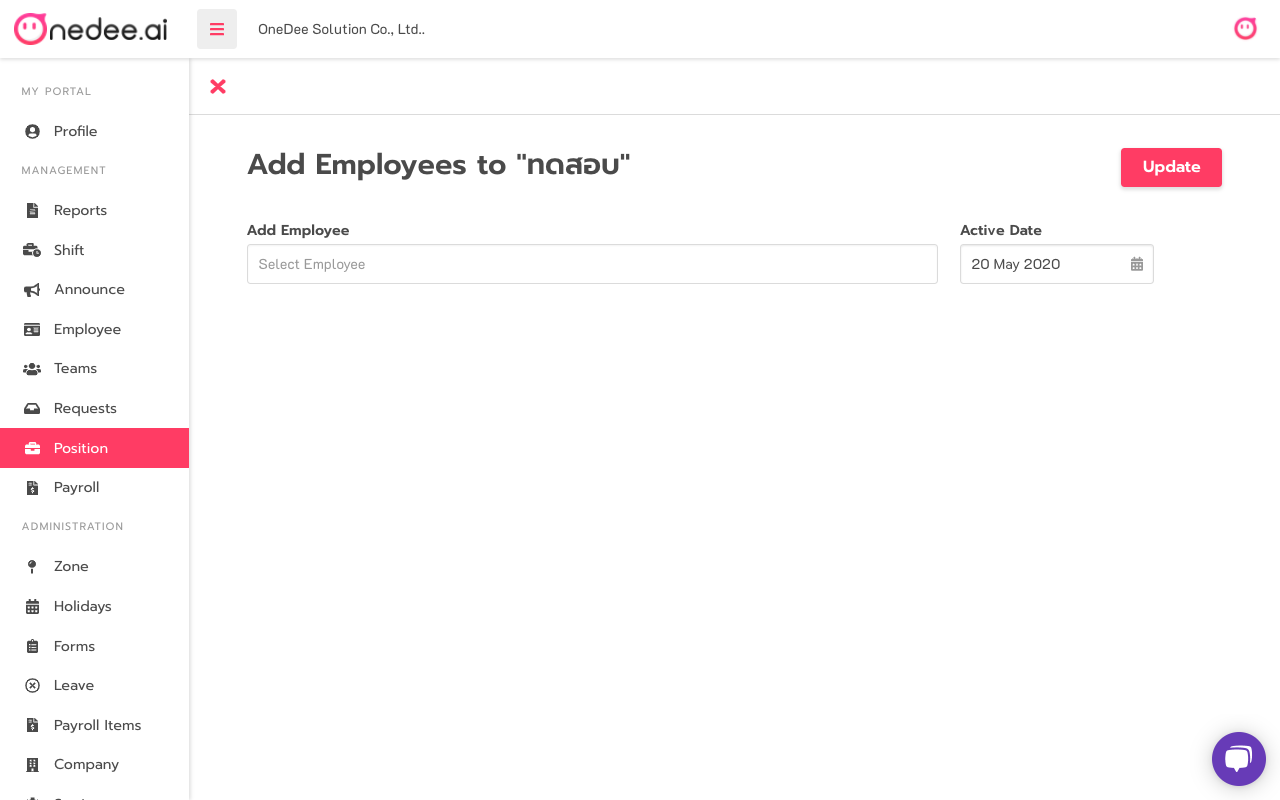 Onedee.ai
OneDee Solution Co., Ltd..
MY PORTAL
Profile
MANAGEMENT
Reports
Shift
Announce
Employee
Teams
Requests
Position
Payroll
ADMINISTRATION
Zone
Holidays
Forms
Leave
Payroll Items
Company
Add Employees to "ทดสอบ"
Update
Add Employee
Active Date
Select Employee
20 May 2020